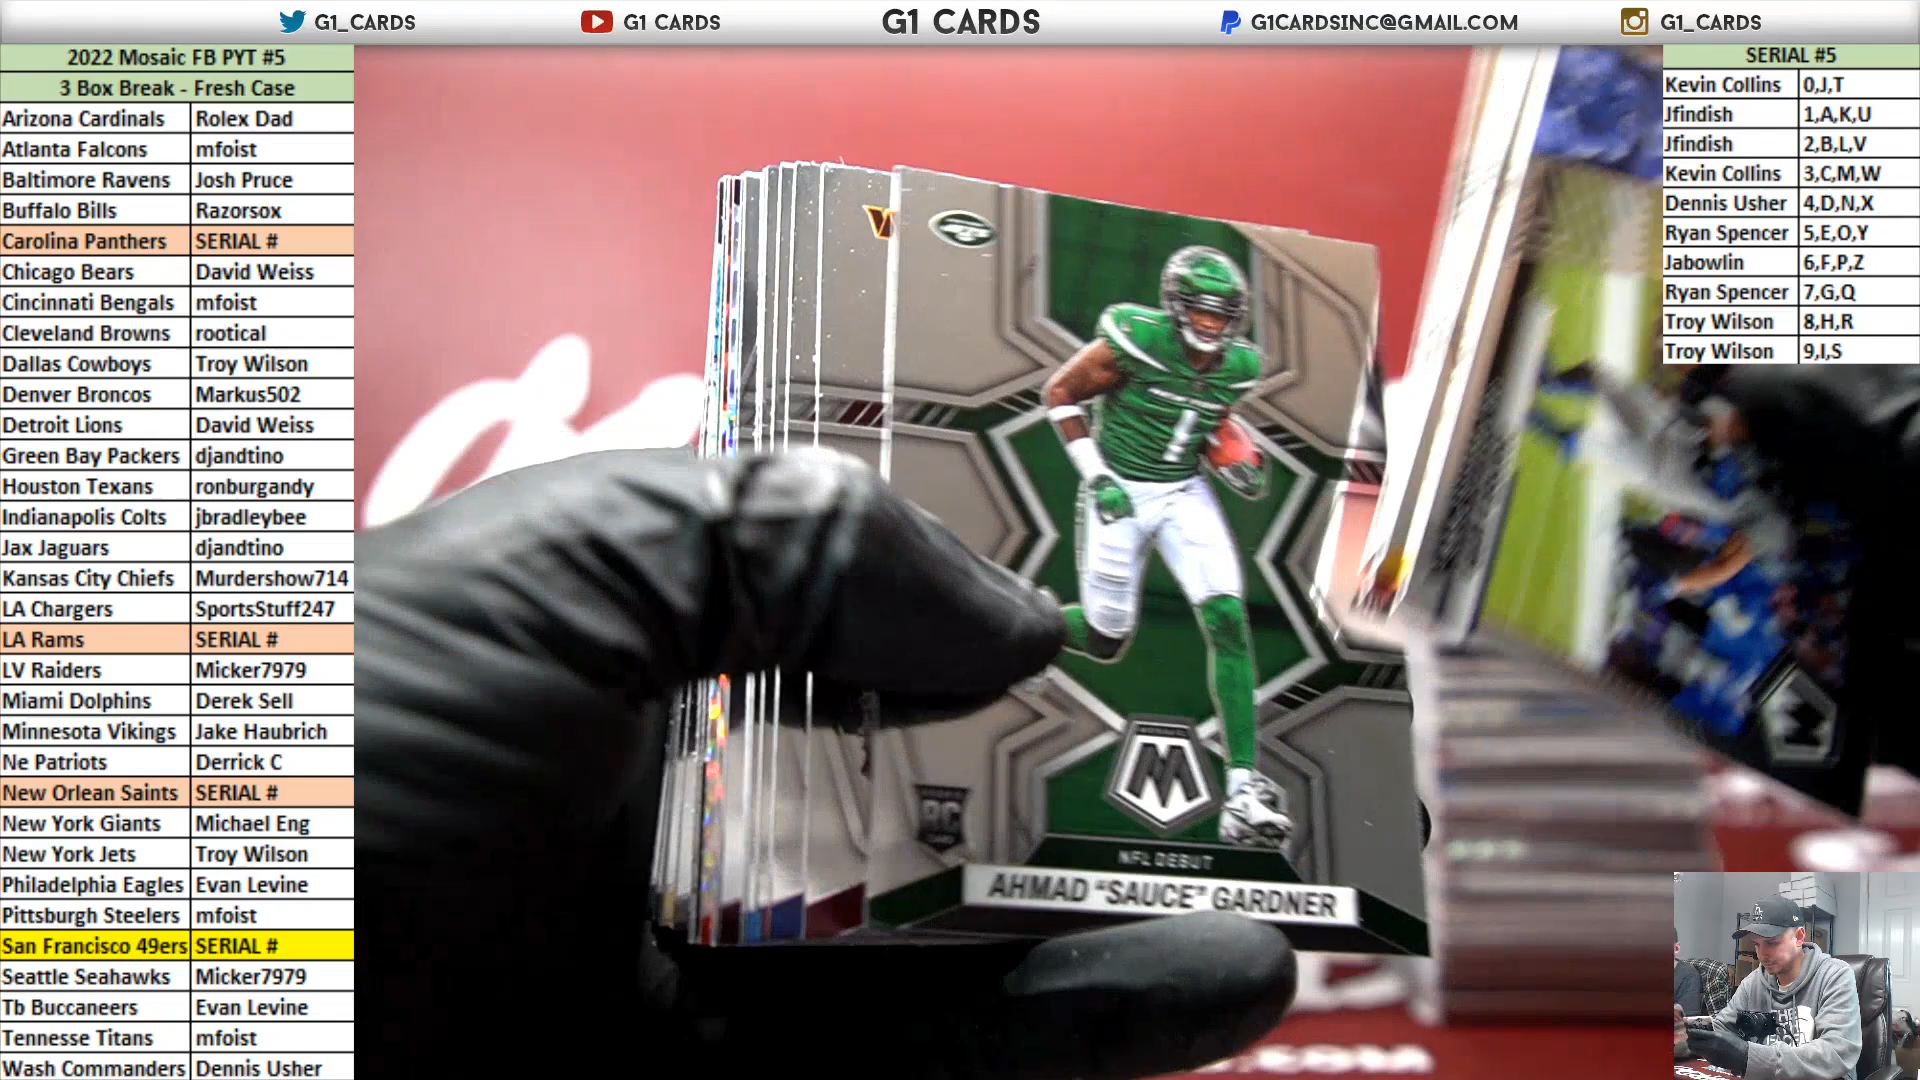 G1_CARDS G1 CARDS G1 CARDS G1CARDSINC@GMAIL.COM G1_CARDS
2022 Mosaic FB PYT #5
3 Box Break - Fresh Case
Arizona Cardinals Rolex Dad
Atlanta Falcons mfoist
Baltimore Ravens Josh Pruce
Buffalo Bills Razorsox
Carolina Panthers SERIAL #
Chicago Bears David Weiss
Cincinnati Bengals mfoist
Cleveland Browns rootical
Dallas Cowboys Troy Wilson
Denver Broncos Markus502
Detroit Lions David Weiss
Green Bay Packers djandtino
Houston Texans ronburgandy
Indianapolis Colts jbradleybee
Jax Jaguars djandtino
Kansas City Chiefs Murdershow714
LA Chargers SportsStuff247
LA Rams SERIAL #
LV Raiders Micker7979
Miami Dolphins Derek Sell
Minnesota Vikings Jake Haubrich
Ne Patriots Derrick C
New Orlean Saints SERIAL #
New York Giants Michael Eng
New York Jets Troy Wilson
Philadelphia Eagles Evan Levine
Pittsburgh Steelers mfoist
San Francisco 49ers SERIAL #
Seattle Seahawks Micker7979
Tb Buccaneers Evan Levine
Tennesse Titans mfoist
Wash Commanders Dennis Usher
SERIAL #5
Kevin Collins 0,J,T
Jfindish 1,A,K,U
Jfindish 2,B,L,V
Kevin Collins 3,C,M,W
Dennis Usher 4,D,N,X
Ryan Spencer 5,E,O,Y
Jabowlin 6,F,P,Z
Ryan Spencer 7,G,Q
Troy Wilson 8,H,R
Troy Wilson 9,I,S
1
M
RC
NFL DEBUT
AHMAD "SAUCE" GARDNER